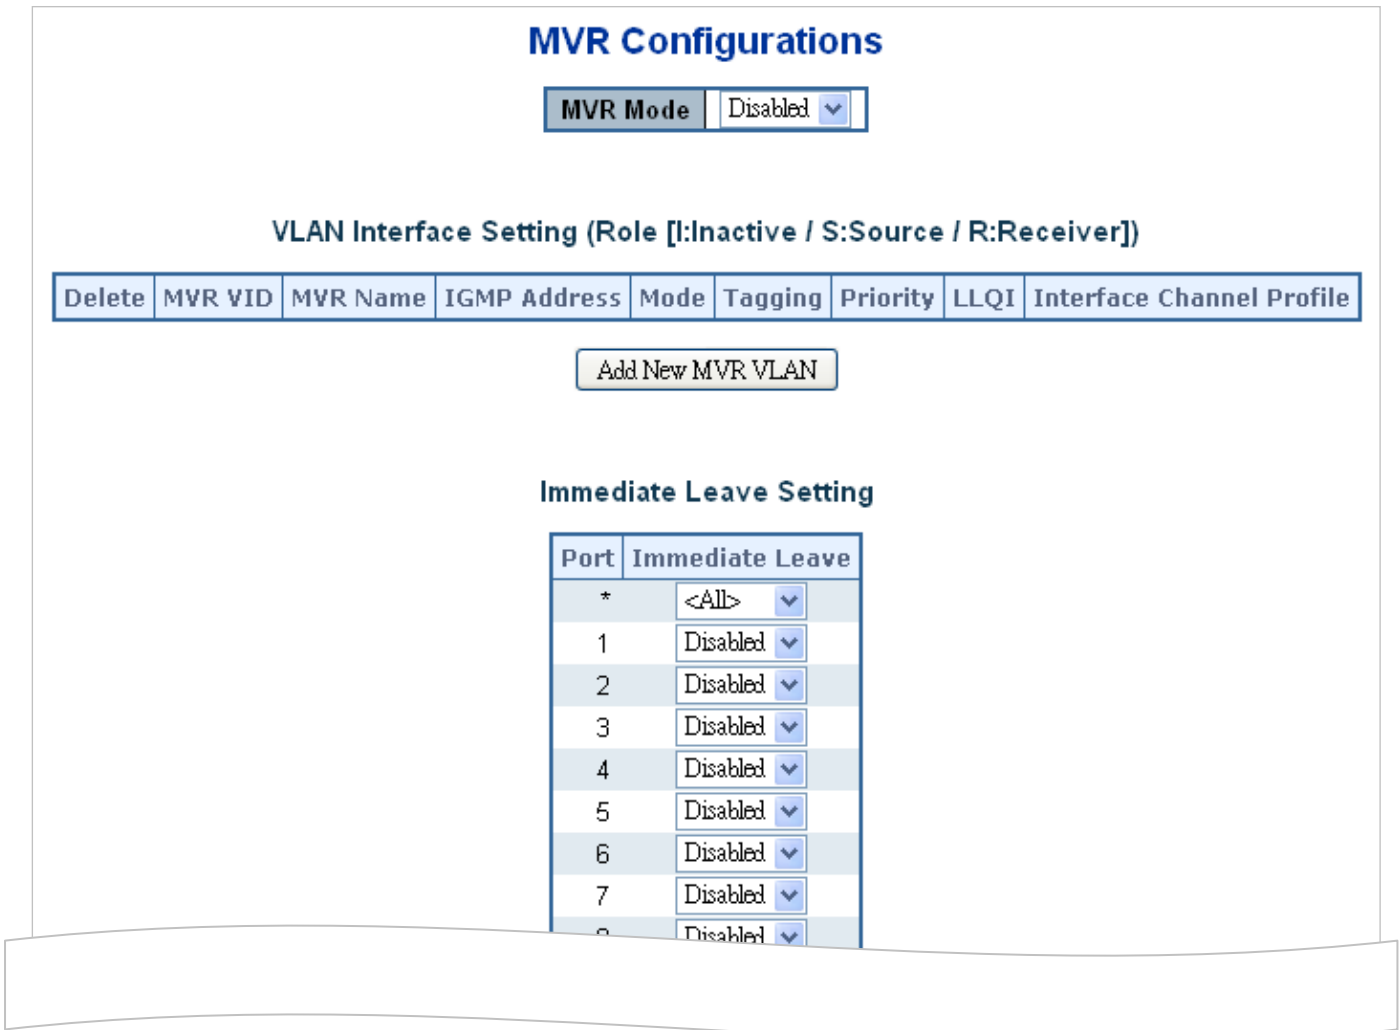 MVR Configurations
MVR Mode Disabled
VLAN Interface Setting (Role [I:Inactive / S:Source / R:Receiver])
Delete MVR VID MVR Name IGMP Address Mode Tagging Priority LLQI Interface Channel Profile
Add New MVR VLAN
Immediate Leave Setting
Port Immediate Leave
* <All>
1 Disabled
2 Disabled
3 Disabled
4 Disabled
5 Disabled
6 Disabled
7 Disabled
Disabled